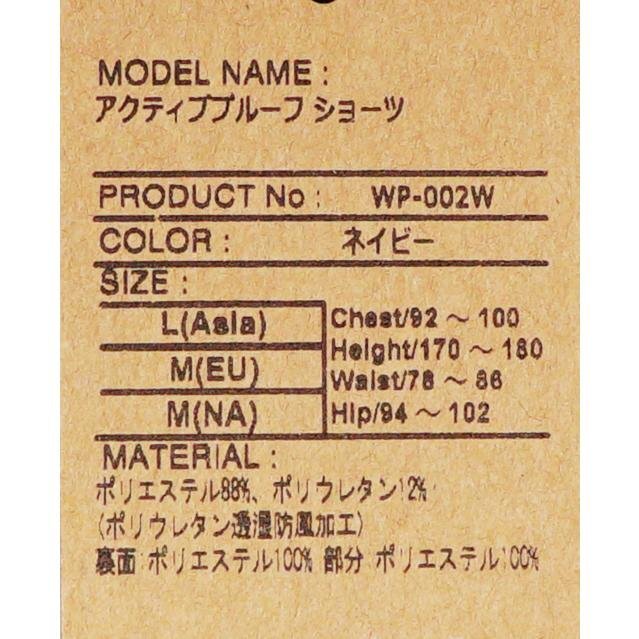 MODEL NAME :
アクティブプルーフ ショーツ
PRODUCT No : WP-002W
COLOR : ネイビー
SIZE :
L(Asia)
M(EU)
M(NA)
Chest/92 ~ 100
Height/170 ~ 180
Waist/78 ~ 86
Hip/94 ~ 102
MATERIAL :
ポリエステル88%、ポリウレタン12%
(ポリウレタン透湿防風加工)
裏面:ポリエステル100% 部分 ポリエステル100%